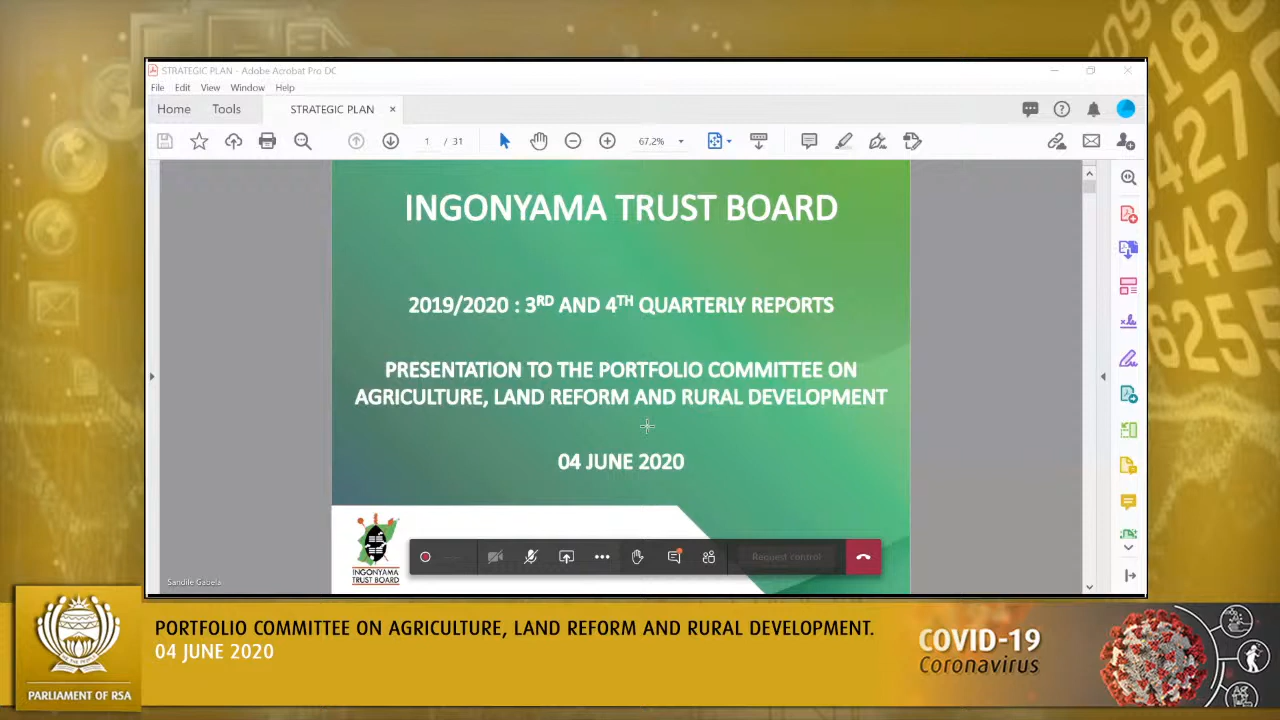 STRATEGIC PLAN - Adobe Acrobat Pro DC
File Edit View Window Help
Home Tools STRATEGIC PLAN ×
1 / 31 67,2%
INGONYAMA TRUST BOARD
2019/2020 : 3RD AND 4TH QUARTERLY REPORTS
PRESENTATION TO THE PORTFOLIO COMMITTEE ON
AGRICULTURE, LAND REFORM AND RURAL DEVELOPMENT
04 JUNE 2020
INGONYAMA
TRUST BOARD
Request control
Sandile Gabela
PORTFOLIO COMMITTEE ON AGRICULTURE, LAND REFORM AND RURAL DEVELOPMENT.
04 JUNE 2020
PARLIAMENT OF RSA
COVID-19
Coronavirus